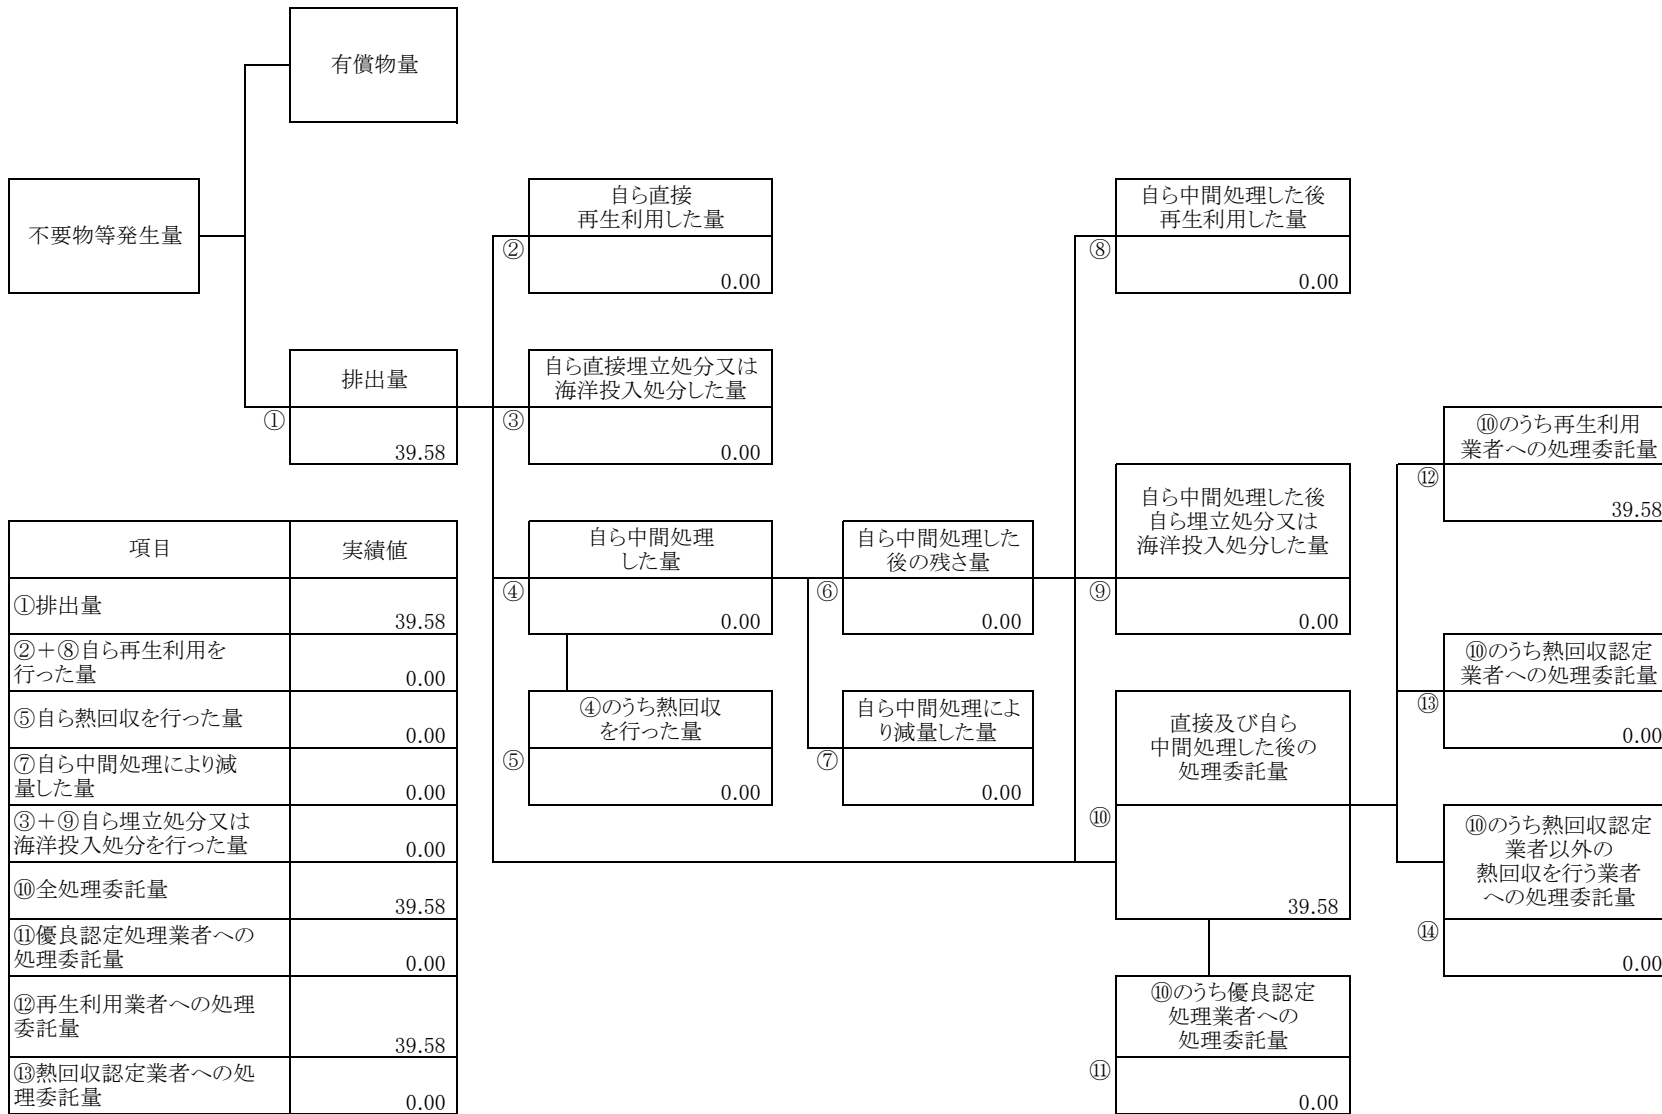 有償物量
不要物等発生量
自ら直接
再生利用した量
②
0.00
自ら中間処理した後
再生利用した量
⑧
0.00
排出量
①
39.58
自ら直接埋立処分又は
海洋投入処分した量
③
0.00
⑩のうち再生利用
業者への処理委託量
⑫
39.58
自ら中間処理
した量
④
0.00
自ら中間処理した
後の残さ量
⑥
0.00
自ら中間処理した後
自ら埋立処分又は
海洋投入処分した量
⑨
0.00
⑩のうち熱回収認定
業者への処理委託量
⑬
0.00
④のうち熱回収
を行った量
⑤
0.00
自ら中間処理によ
り減量した量
⑦
0.00
直接及び自ら
中間処理した後の
処理委託量
⑩
39.58
⑩のうち熱回収認定
業者以外の
熱回収を行う業者
への処理委託量
⑭
0.00
⑩のうち優良認定
処理業者への
処理委託量
⑪
0.00
項目 実績値
①排出量
39.58
②+⑧自ら再生利用を
行った量
0.00
⑤自ら熱回収を行った量
0.00
⑦自ら中間処理により減
量した量
0.00
③+⑨自ら埋立処分又は
海洋投入処分を行った量
0.00
⑩全処理委託量
39.58
⑪優良認定処理業者への
処理委託量
0.00
⑫再生利用業者への処理
委託量
39.58
⑬熱回収認定業者への処
理委託量
0.00